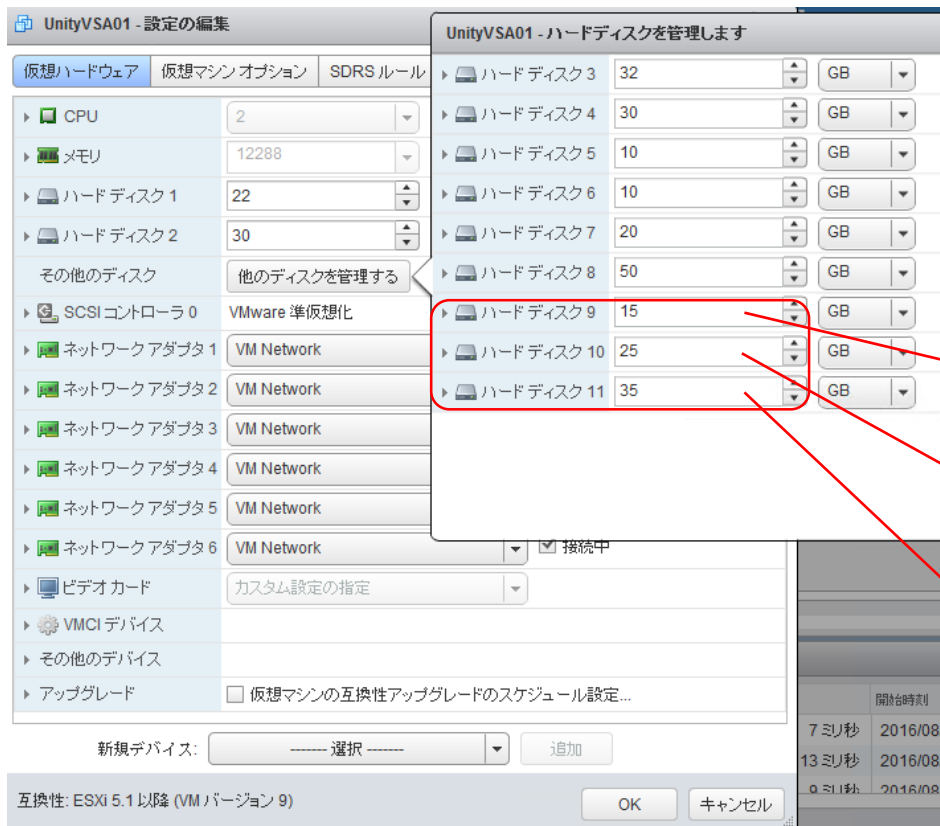 UnityVSA01 - 設定の編集
仮想ハードウェア 仮想マシン オプション SDRS ルール
CPU 2
メモリ 12288
ハード ディスク 1 22
ハード ディスク 2 30
その他のディスク 他のディスクを管理する
SCSI コントローラ 0 VMware 準仮想化
ネットワーク アダプタ 1 VM Network
ネットワーク アダプタ 2 VM Network
ネットワーク アダプタ 3 VM Network
ネットワーク アダプタ 4 VM Network
ネットワーク アダプタ 5 VM Network
ネットワーク アダプタ 6 VM Network 接続中
ビデオ カード カスタム設定の指定
VMCI デバイス
その他のデバイス
アップグレード 仮想マシンの互換性アップグレードのスケジュール設定...
新規デバイス: ------- 選択 ------- 追加
互換性: ESXi 5.1 以降 (VM バージョン 9) OK キャンセル
UnityVSA01 - ハードディスクを管理します
ハード ディスク 3 32 GB
ハード ディスク 4 30 GB
ハード ディスク 5 10 GB
ハード ディスク 6 10 GB
ハード ディスク 7 20 GB
ハード ディスク 8 50 GB
ハード ディスク 9 15 GB
ハード ディスク 10 25 GB
ハード ディスク 11 35 GB
開始時刻
7 ミリ秒 2016/08
13 ミリ秒 2016/08
9 ミリ秒 2016/08